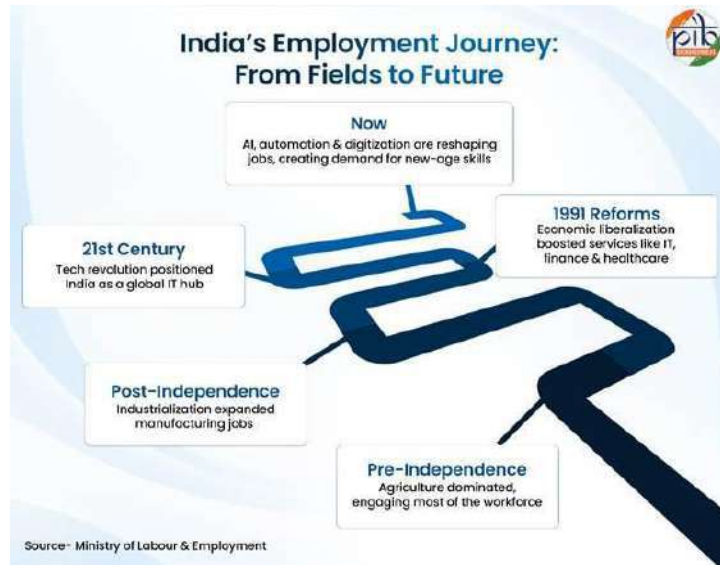 India's Employment Journey:
From Fields to Future
pib
Now
AI, automation & digitization are reshaping
jobs, creating demand for new-age skills
1991 Reforms
Economic liberalization
boosted services like IT,
finance & healthcare
21st Century
Tech revolution positioned
India as a global IT hub
Post-Independence
Industrialization expanded
manufacturing jobs
Pre-Independence
Agriculture dominated,
engaging most of the workforce
Source- Ministry of Labour & Employment